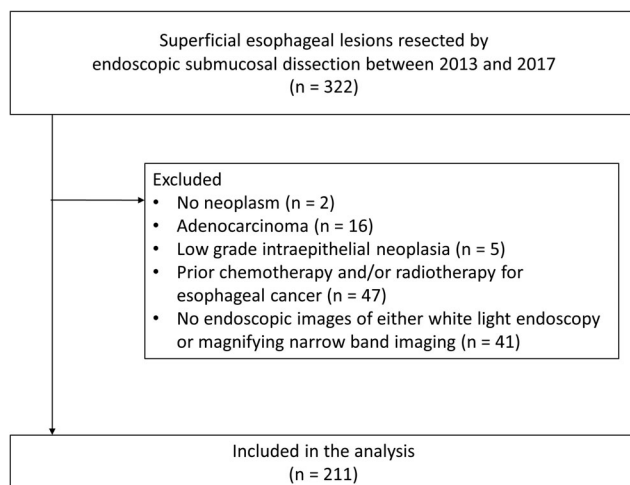 Superficial esophageal lesions resected by
endoscopic submucosal dissection between 2013 and 2017
(n = 322)
Excluded
• No neoplasm (n = 2)
• Adenocarcinoma (n = 16)
• Low grade intraepithelial neoplasia (n = 5)
• Prior chemotherapy and/or radiotherapy for
esophageal cancer (n = 47)
• No endoscopic images of either white light endoscopy
or magnifying narrow band imaging (n = 41)
Included in the analysis
(n = 211)